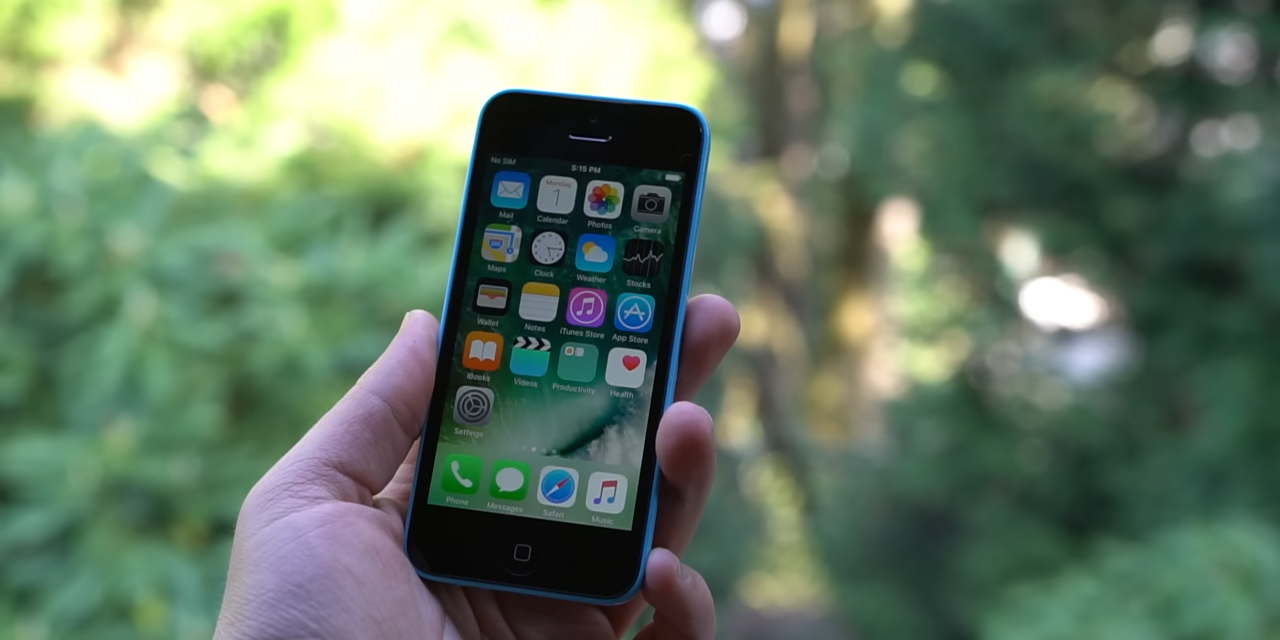 No SIM 5:15 PM
Monday
1
Mail Calendar Photos Camera
Maps Clock Weather Stocks
Wallet Notes iTunes Store App Store
iBooks Videos Productivity Health
Settings
Phone Messages Safari Music